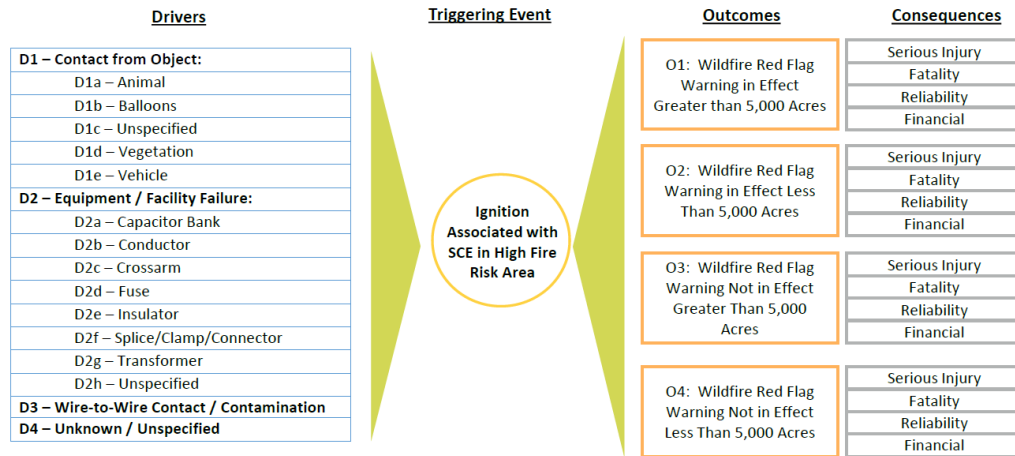 Drivers
Triggering Event
Outcomes
Consequences
D1 – Contact from Object:
D1a – Animal
D1b – Balloons
D1c – Unspecified
D1d – Vegetation
D1e – Vehicle
D2 – Equipment / Facility Failure:
D2a – Capacitor Bank
D2b – Conductor
D2c – Crossarm
D2d – Fuse
D2e – Insulator
D2f – Splice/Clamp/Connector
D2g – Transformer
D2h – Unspecified
D3 – Wire-to-Wire Contact / Contamination
D4 – Unknown / Unspecified
Ignition
Associated with
SCE in High Fire
Risk Area
O1: Wildfire Red Flag
Warning in Effect
Greater than 5,000 Acres
Serious Injury
Fatality
Reliability
Financial
O2: Wildfire Red Flag
Warning in Effect Less
Than 5,000 Acres
Serious Injury
Fatality
Reliability
Financial
O3: Wildfire Red Flag
Warning Not in Effect
Greater Than 5,000
Acres
Serious Injury
Fatality
Reliability
Financial
O4: Wildfire Red Flag
Warning Not in Effect
Less Than 5,000 Acres
Serious Injury
Fatality
Reliability
Financial